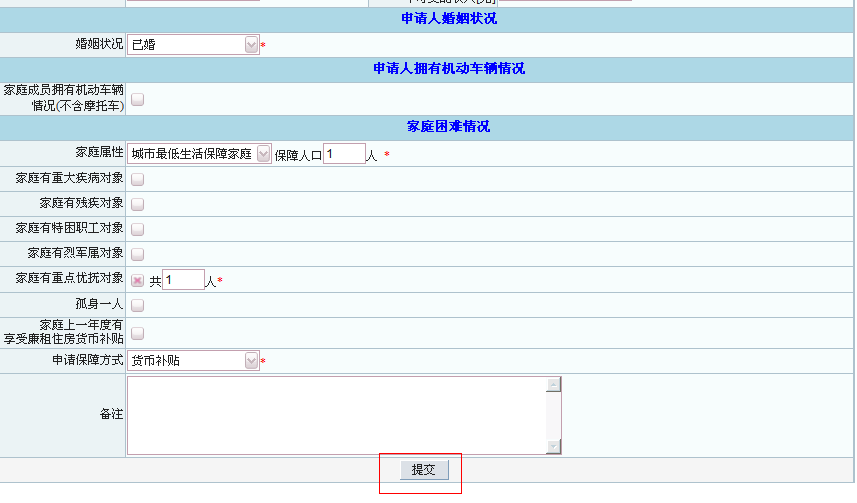 申请人婚姻状况
婚姻状况 已婚 *
申请人拥有机动车辆情况
家庭成员拥有机动车辆
情况(不含摩托车)
家庭困难情况
家庭属性 城市最低生活保障家庭 保障人口 1 人 *
家庭有重大疾病对象
家庭有残疾对象
家庭有特困职工对象
家庭有烈军属对象
家庭有重点优抚对象 共 1 人*
孤身一人
家庭上一年度有
享受廉租住房货币补贴
申请保障方式 货币补贴 *
备注
提交